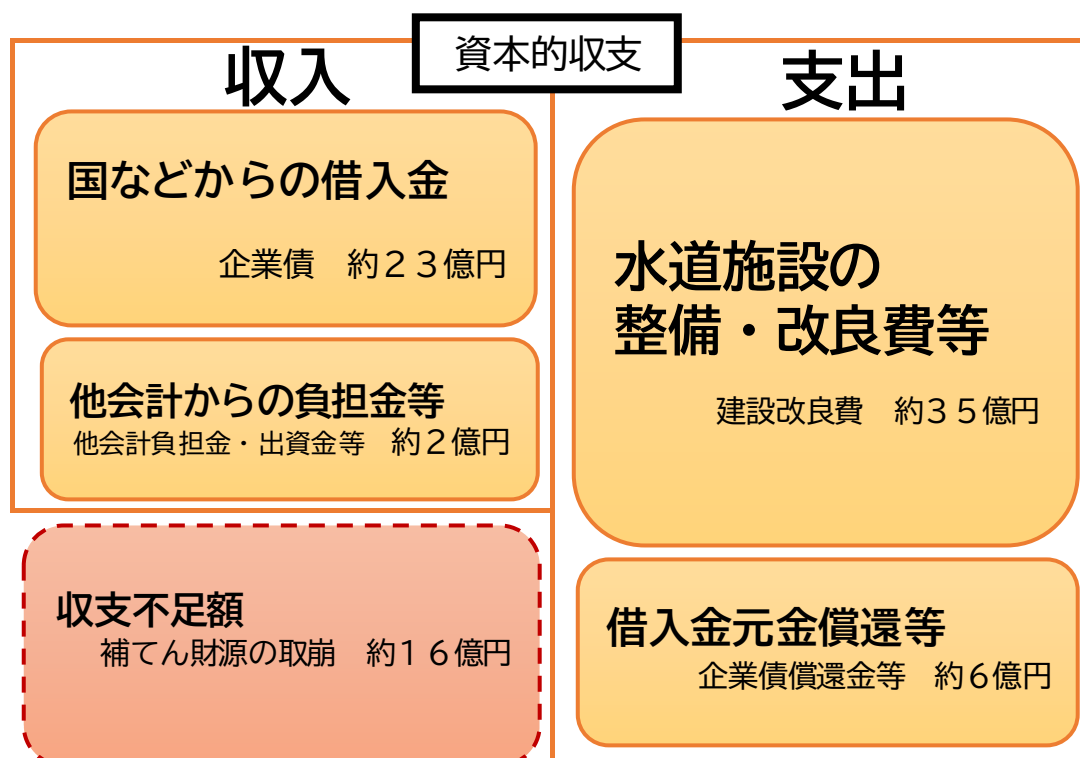 資本的収支
収入
国などからの借入金
企業債　約２３億円
他会計からの負担金等
他会計負担金・出資金等　約２億円
収支不足額
補てん財源の取崩　約１６億円
支出
水道施設の
整備・改良費等
建設改良費　約３５億円
借入金元金償還等
企業債償還金等　約６億円